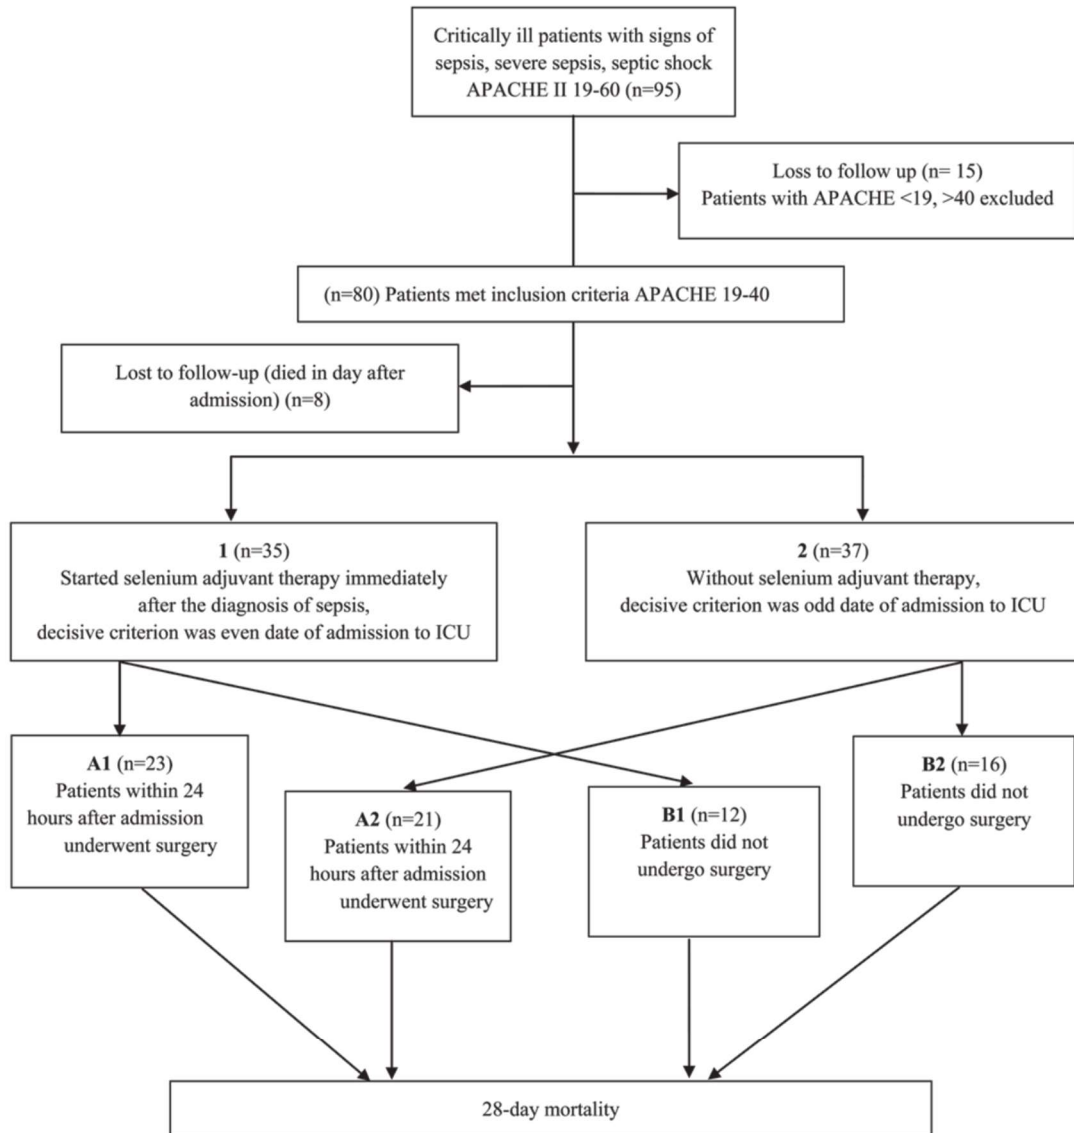 Critically ill patients with signs of
sepsis, severe sepsis, septic shock
APACHE II 19-60 (n=95)
Loss to follow up (n= 15)
Patients with APACHE <19, >40 excluded
(n=80) Patients met inclusion criteria APACHE 19-40
Lost to follow-up (died in day after
admission) (n=8)
1 (n=35)
Started selenium adjuvant therapy immediately
after the diagnosis of sepsis,
decisive criterion was even date of admission to ICU
2 (n=37)
Without selenium adjuvant therapy,
decisive criterion was odd date of admission to ICU
A1 (n=23)
Patients within 24
hours after admission
underwent surgery
A2 (n=21)
Patients within 24
hours after admission
underwent surgery
B1 (n=12)
Patients did not
undergo surgery
B2 (n=16)
Patients did not
undergo surgery
28-day mortality